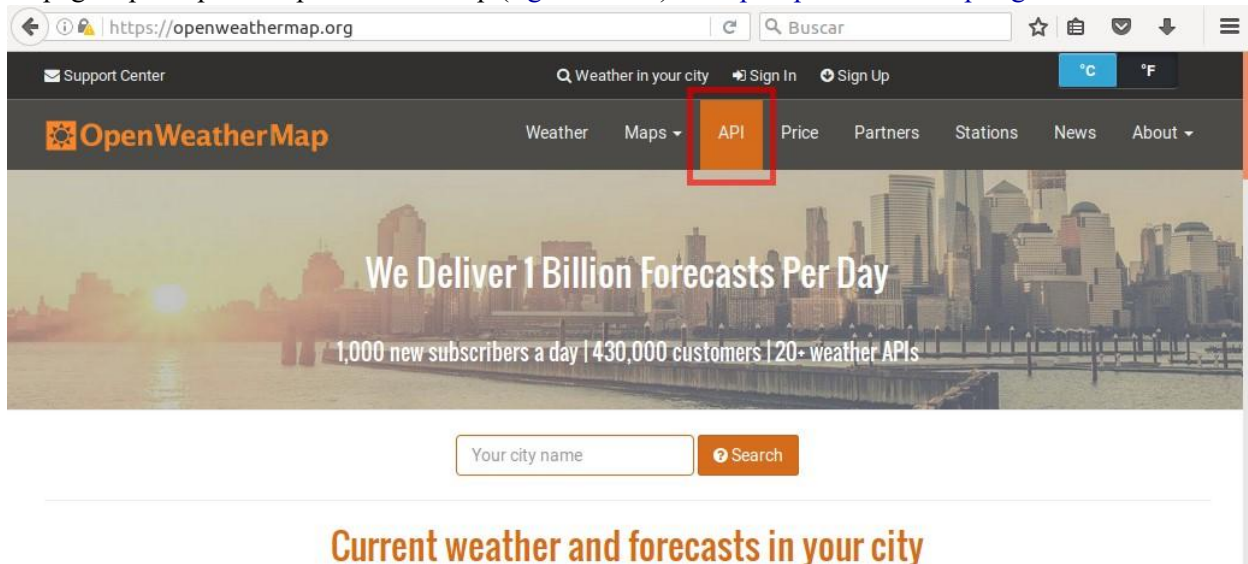 https://openweathermap.org Buscar
Support Center Weather in your city Sign In Sign Up °C °F
OpenWeatherMap Weather Maps API Price Partners Stations News About
We Deliver 1 Billion Forecasts Per Day
1,000 new subscribers a day | 430,000 customers | 20+ weather APIs
Your city name Search
Current weather and forecasts in your city